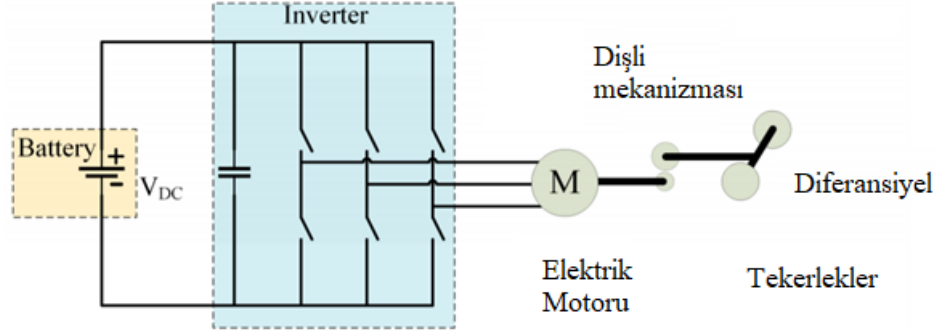 Inverter
Battery
+
-
VDC
M
Dişli
mekanizması
Diferansiyel
Elektrik
Motoru
Tekerlekler